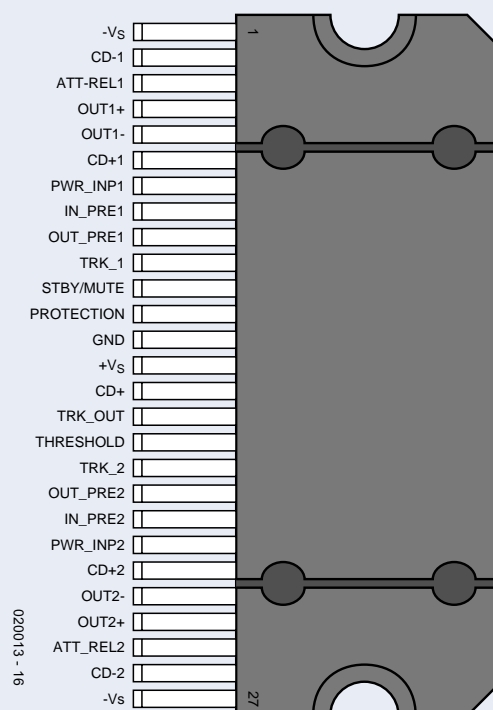 -VS
CD-1
ATT-REL1
OUT1+
OUT1-
CD+1
PWR_INP1
IN_PRE1
OUT_PRE1
TRK_1
STBY/MUTE
PROTECTION
GND
+VS
CD+
TRK_OUT
THRESHOLD
TRK_2
OUT_PRE2
IN_PRE2
PWR_INP2
CD+2
OUT2-
OUT2+
ATT_REL2
CD-2
-Vs
1
27
020013 - 16